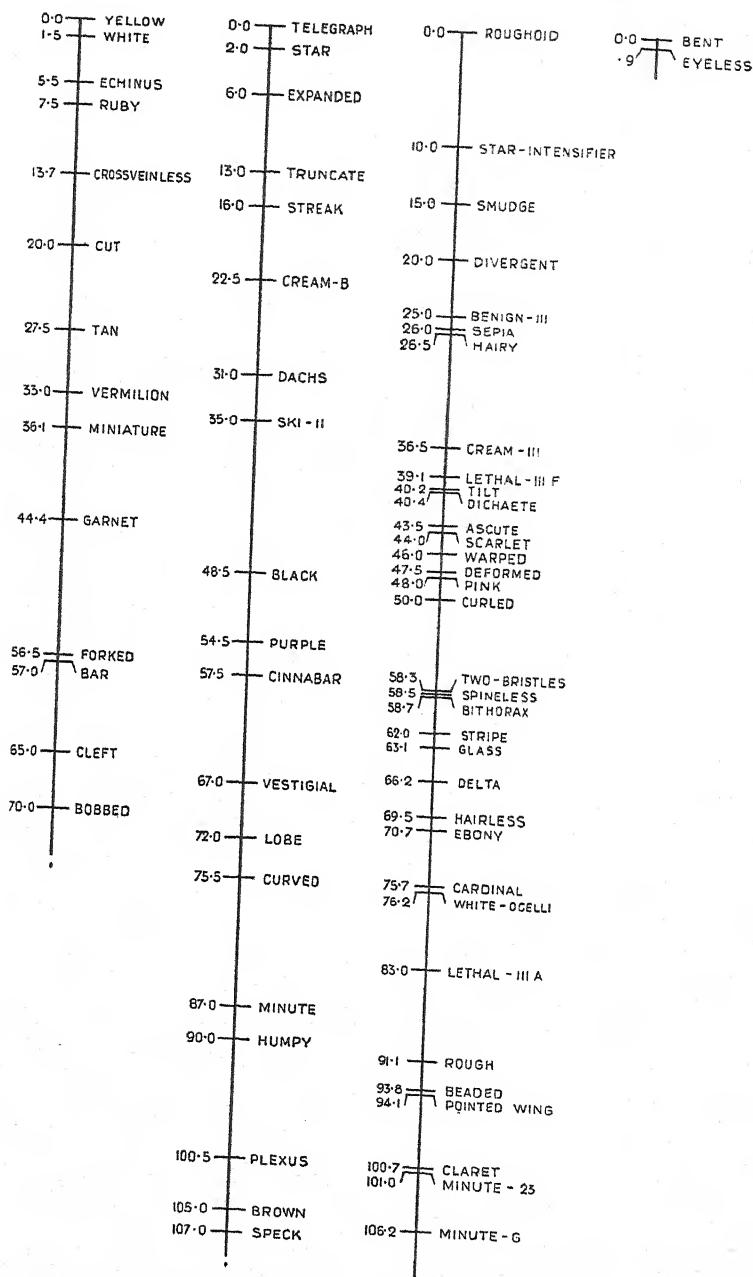 0·0 YELLOW
1·5 WHITE
5·5 ECHINUS
7·5 RUBY
13·7 CROSSVEINLESS
20·0 CUT
27·5 TAN
33·0 VERMILION
36·1 MINIATURE
44·4 GARNET
56·5 FORKED
57·0 BAR
65·0 CLEFT
70·0 BOBBED
0·0 TELEGRAPH
2·0 STAR
6·0 EXPANDED
13·0 TRUNCATE
16·0 STREAK
22·5 CREAM-B
31·0 DACHS
35·0 SKI-II
48·5 BLACK
54·5 PURPLE
57·5 CINNABAR
67·0 VESTIGIAL
72·0 LOBE
75·5 CURVED
87·0 MINUTE
90·0 HUMPY
100·5 PLEXUS
105·0 BROWN
107·0 SPECK
0·0 ROUGHOID
10·0 STAR-INTENSIFIER
15·0 SMUDGE
20·0 DIVERGENT
25·0 BENIGN-III
26·0 SEPIA
26·5 HAIRY
36·5 CREAM-III
39·1 LETHAL-III F
40·2 TILT
40·4 DICHAETE
43·5 ASCUTE
44·0 SCARLET
46·0 WARPED
47·5 DEFORMED
48·0 PINK
50·0 CURLED
58·3 TWO-BRISTLES
58·5 SPINELESS
58·7 BITHORAX
62·0 STRIPE
63·1 GLASS
66·2 DELTA
69·5 HAIRLESS
70·7 EBONY
75·7 CARDINAL
76·2 WHITE-OCELLI
83·0 LETHAL-III A
91·1 ROUGH
93·8 BEADED
94·1 POINTED WING
100·7 CLARET
101·0 MINUTE-23
106·2 MINUTE-G
0·0 BENT
·9 EYELESS